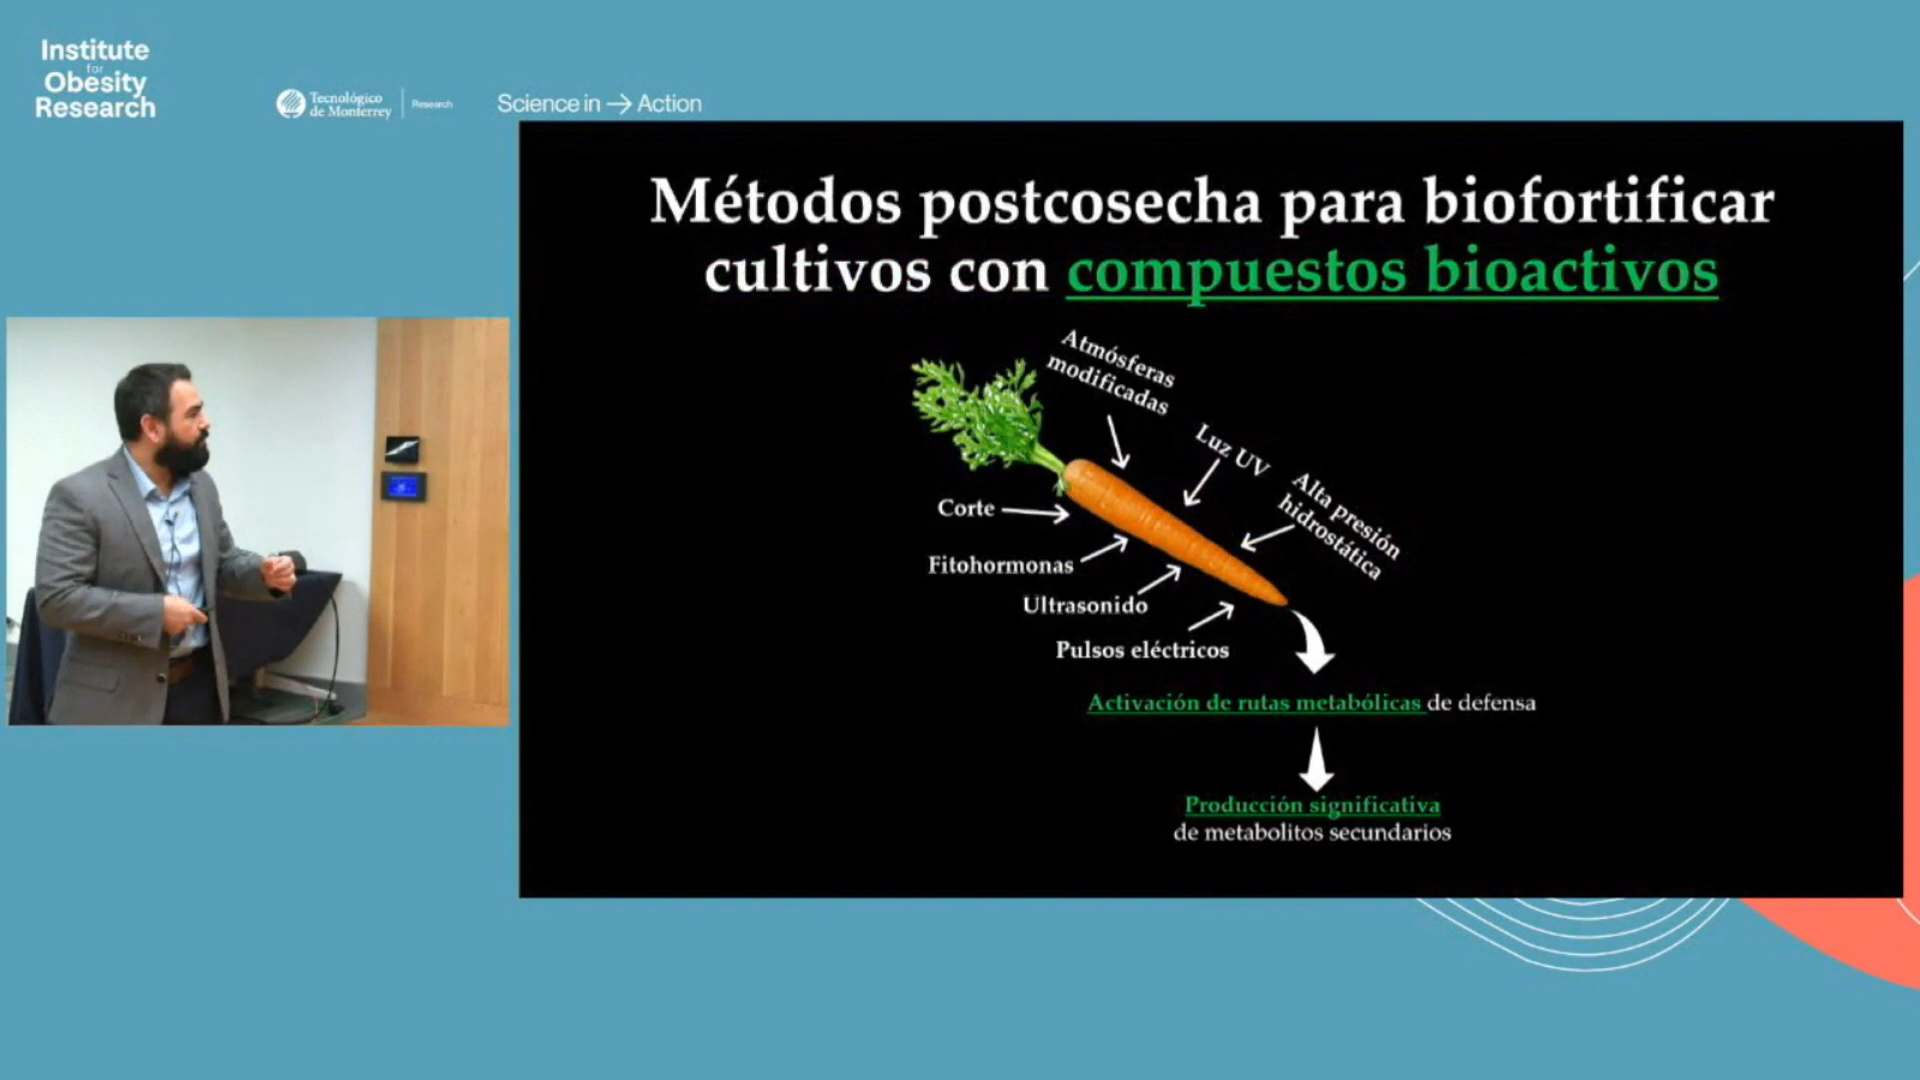 Institute
for
Obesity
Research
Tecnológico
de Monterrey
Research
Science in → Action
Métodos postcosecha para biofortificar
cultivos con compuestos bioactivos
Atmósferas
modificadas
Luz UV
Alta presión
hidrostática
Corte
Fitohormonas
Ultrasonido
Pulsos eléctricos
Activación de rutas metabólicas de defensa
Producción significativa
de metabolitos secundarios